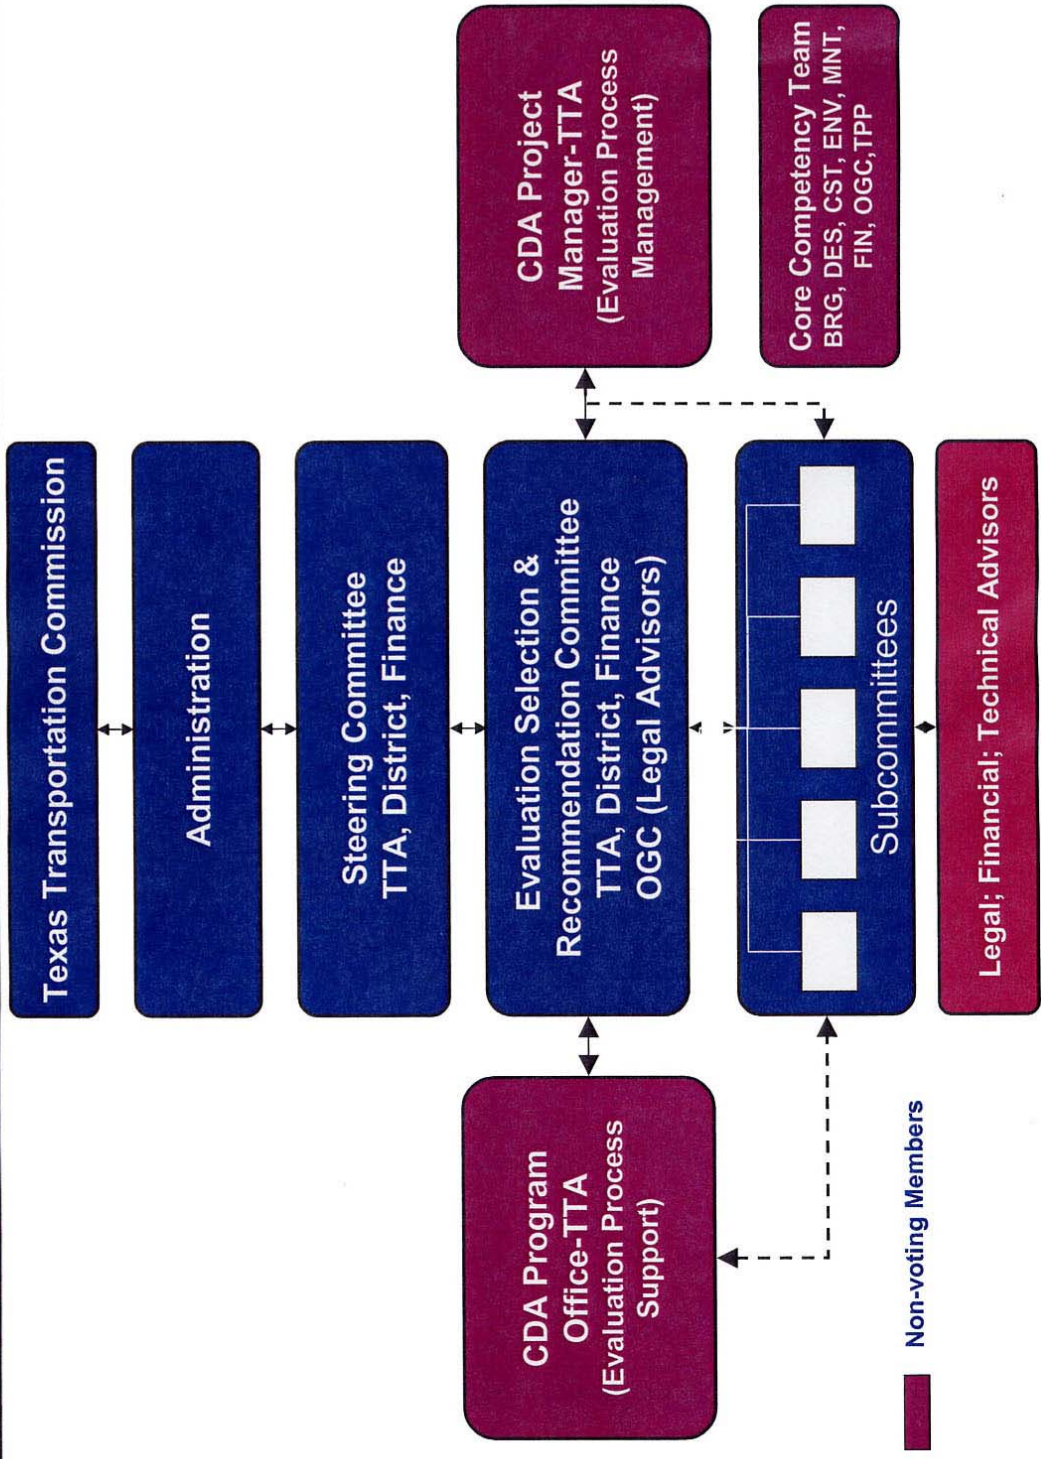 Texas Transportation Commission
Administration
Steering Committee
TTA, District, Finance
CDA Program
Office-TTA
(Evaluation Process
Support)
Evaluation Selection &
Recommendation Committee
TTA, District, Finance
OGC (Legal Advisors)
CDA Project
Manager-TTA
(Evaluation Process
Management)
Subcommittees
Core Competency Team
BRG, DES, CST, ENV, MNT,
FIN, OGC,TPP
Legal; Financial; Technical Advisors
Non-voting Members